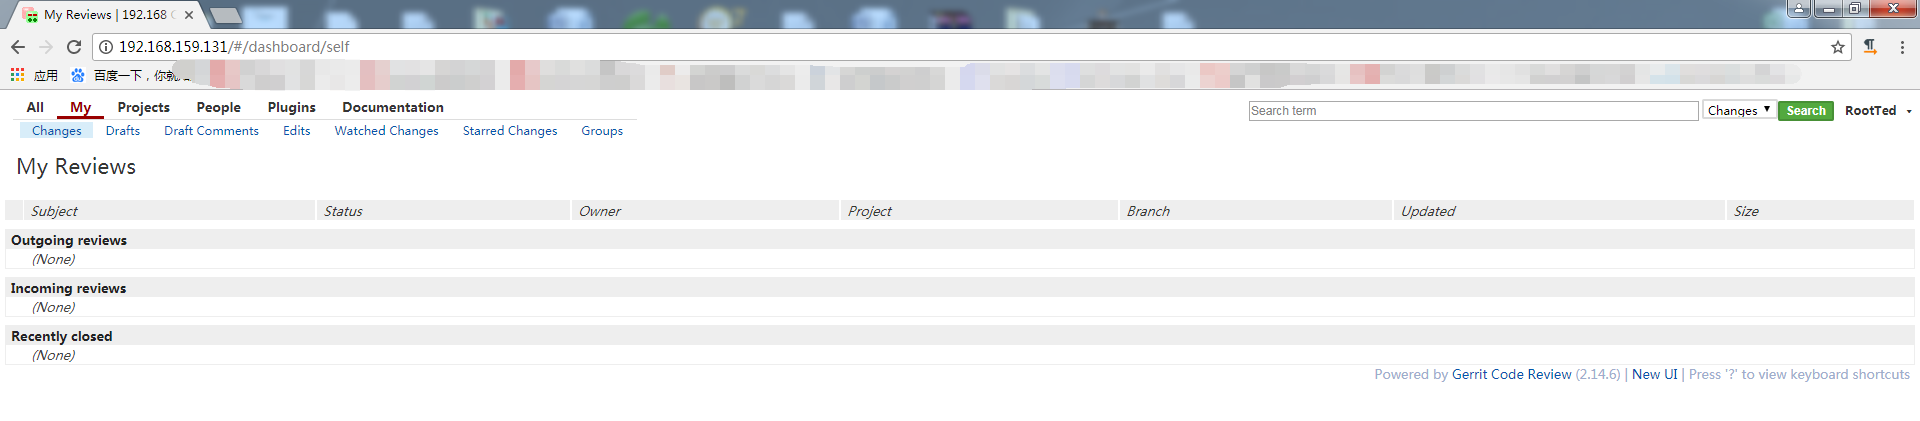 My Reviews | 192.168
192.168.159.131/#/dashboard/self
应用 百度一下，你就
All My Projects People Plugins Documentation
Search term Changes Search RootTed
Changes Drafts Draft Comments Edits Watched Changes Starred Changes Groups
My Reviews
Subject Status Owner Project Branch Updated Size
Outgoing reviews
(None)
Incoming reviews
(None)
Recently closed
(None)
Powered by Gerrit Code Review (2.14.6) | New UI | Press '?' to view keyboard shortcuts